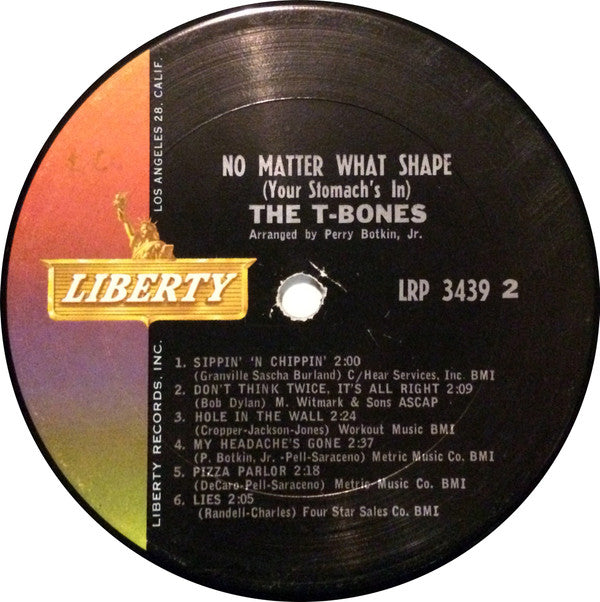 NO MATTER WHAT SHAPE
(Your Stomach's In)
THE T-BONES
Arranged by Perry Botkin, Jr.
LIBERTY
LRP 3439 2
1. SIPPIN' 'N CHIPPIN' 2:00
(Granville Sascha Burland) C/Hear Services, Inc. BMI
2. DON'T THINK TWICE, IT'S ALL RIGHT 2:09
(Bob Dylan) M. Witmark & Sons ASCAP
3. HOLE IN THE WALL 2:24
(Cropper-Jackson-Jones) Workout Music BMI
4. MY HEADACHE'S GONE 2:37
(P. Botkin, Jr. -Pell-Saraceno) Metric Music Co. BMI
5. PIZZA PARLOR 2:18
(DeCaro-Pell-Saraceno) Metric Music Co. BMI
6. LIES 2:05
(Randell-Charles) Four Star Sales Co. BMI
LIBERTY RECORDS, INC.
LOS ANGELES 28, CALIF.